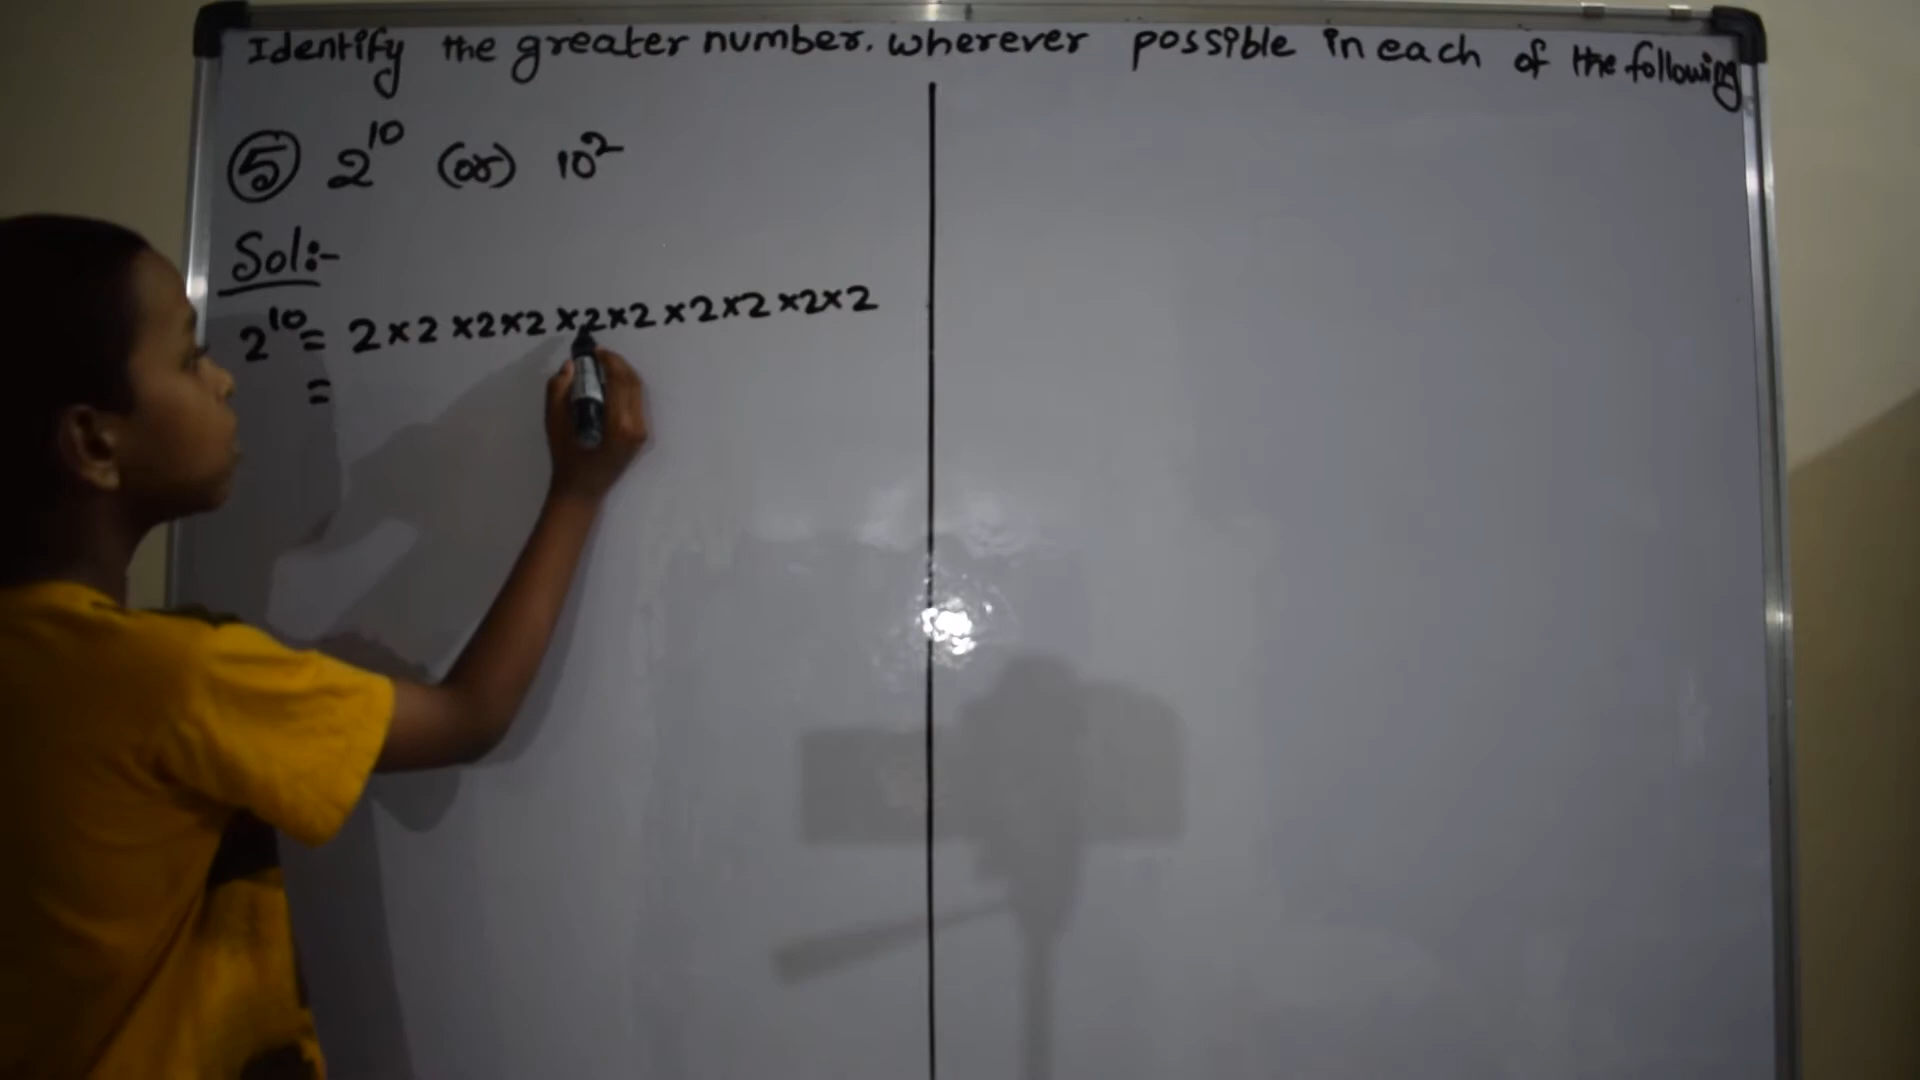 Identify the greater number. wherever possible in each of the following
⑤ 2¹⁰ (or) 10²
Sol:-
2¹⁰ = 2×2×2×2×2×2×2×2×2×2
=